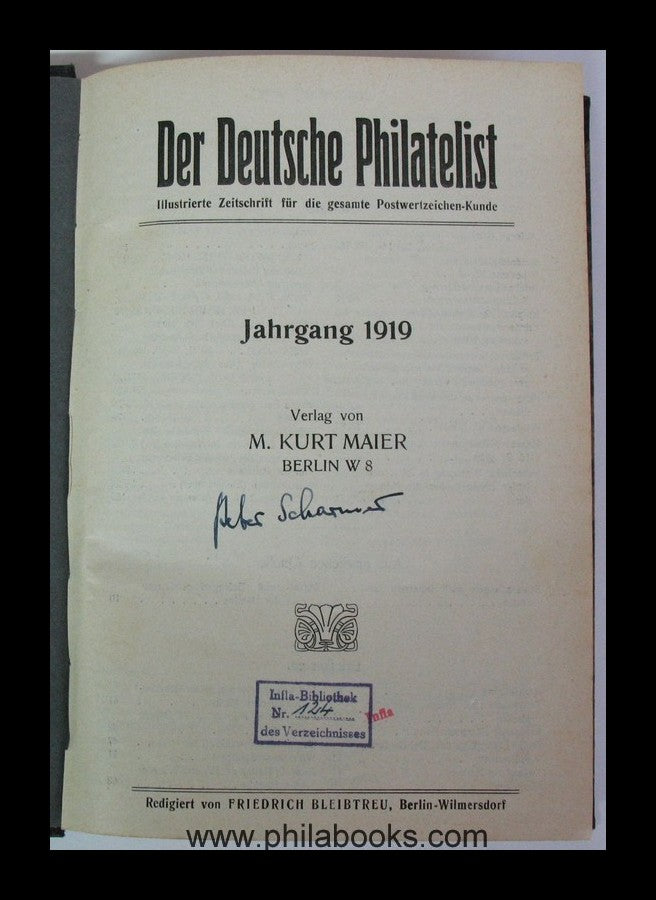 Der Deutsche Philatelist
Illustrierte Zeitschrift für die gesamte Postwertzeichen-Kunde
Jahrgang 1919
Verlag von
M. KURT MAIER
BERLIN W 8
Peter
Infla-Bibliothek
Nr. 124
des Verzeichnisses
Infla
Redigiert von FRIEDRICH BLEIBTREU, Berlin-Wilmersdorf
www.philabooks.com